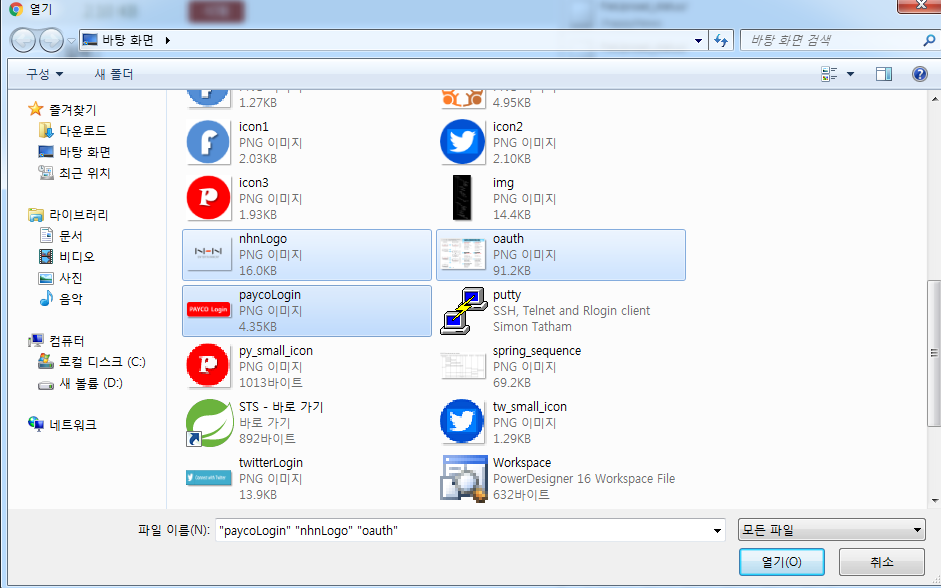 열기
바탕 화면
바탕 화면 검색
구성
새 폴더
즐겨찾기
다운로드
바탕 화면
최근 위치
라이브러리
문서
비디오
사진
음악
컴퓨터
로컬 디스크 (C:)
새 볼륨 (D:)
네트워크
1.27KB
4.95KB
icon1
PNG 이미지
2.03KB
icon2
PNG 이미지
2.10KB
icon3
PNG 이미지
1.93KB
img
PNG 이미지
14.4KB
nhnLogo
PNG 이미지
16.0KB
oauth
PNG 이미지
91.2KB
PAYCO Login
paycoLogin
PNG 이미지
4.35KB
putty
SSH, Telnet and Rlogin client
Simon Tatham
py_small_icon
PNG 이미지
1013바이트
spring_sequence
PNG 이미지
69.2KB
STS - 바로 가기
바로 가기
892바이트
tw_small_icon
PNG 이미지
1.29KB
twitterLogin
PNG 이미지
13.9KB
Workspace
PowerDesigner 16 Workspace File
632바이트
파일 이름(N):
"paycoLogin" "nhnLogo" "oauth"
모든 파일
열기(O)
취소